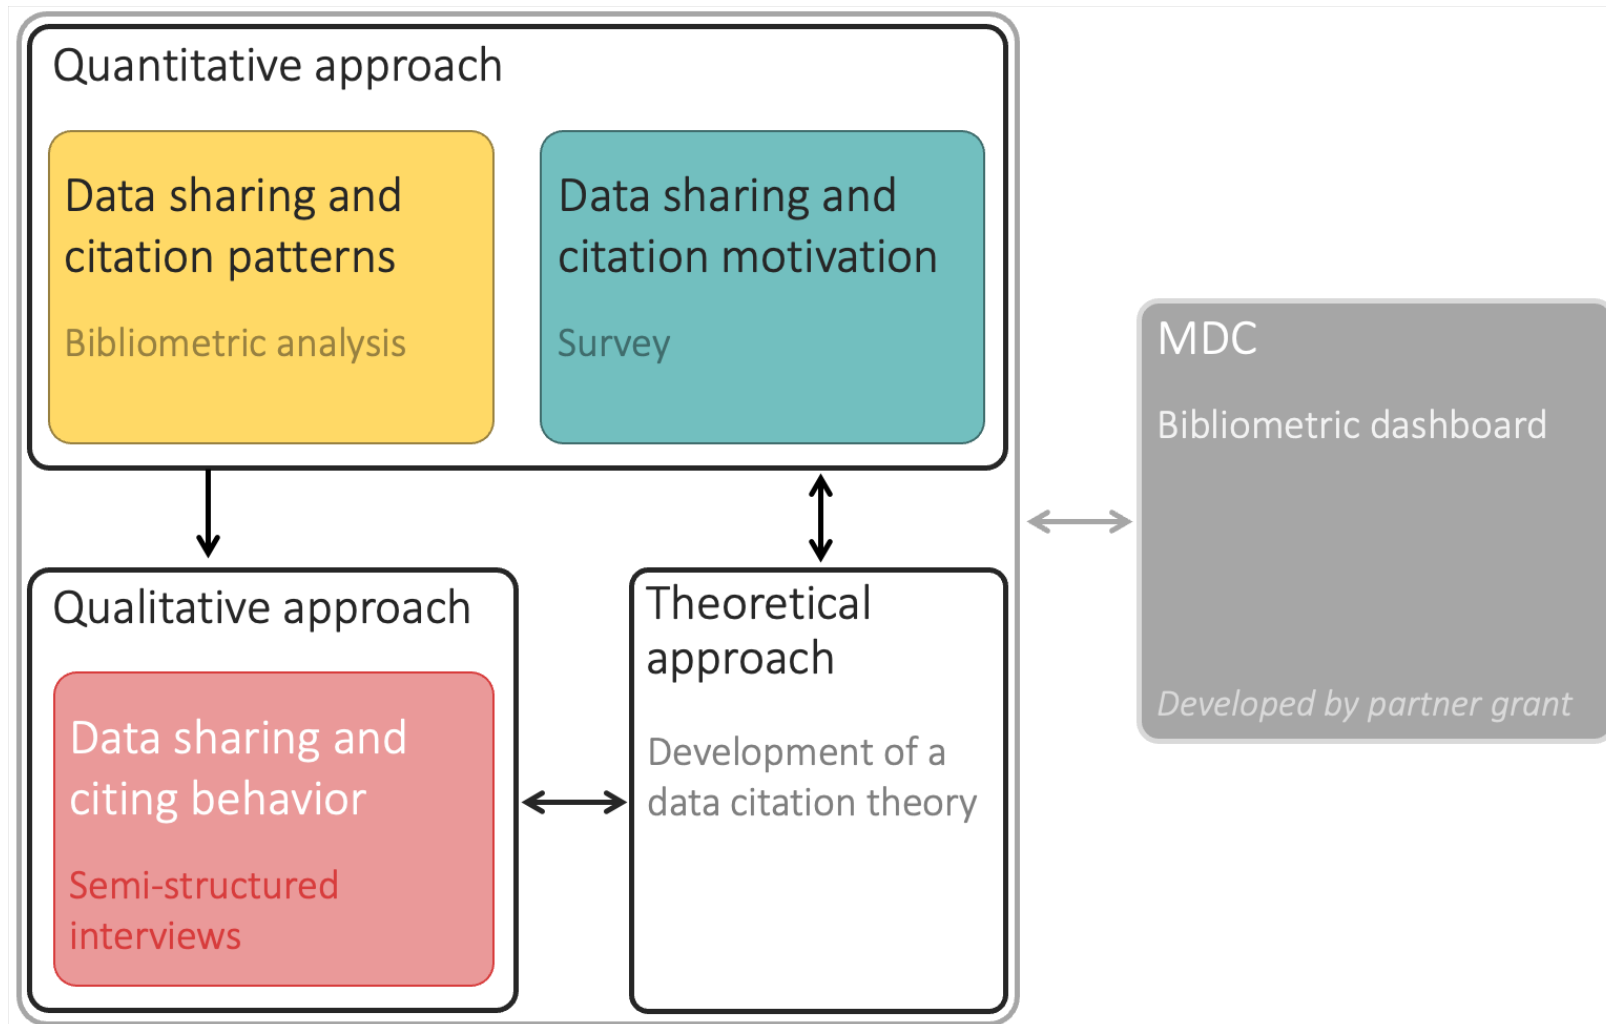 Quantitative approach
Data sharing and
citation patterns
Bibliometric analysis
Data sharing and
citation motivation
Survey
Qualitative approach
Data sharing and
citing behavior
Semi-structured
interviews
Theoretical
approach
Development of a
data citation theory
MDC
Bibliometric dashboard
Developed by partner grant